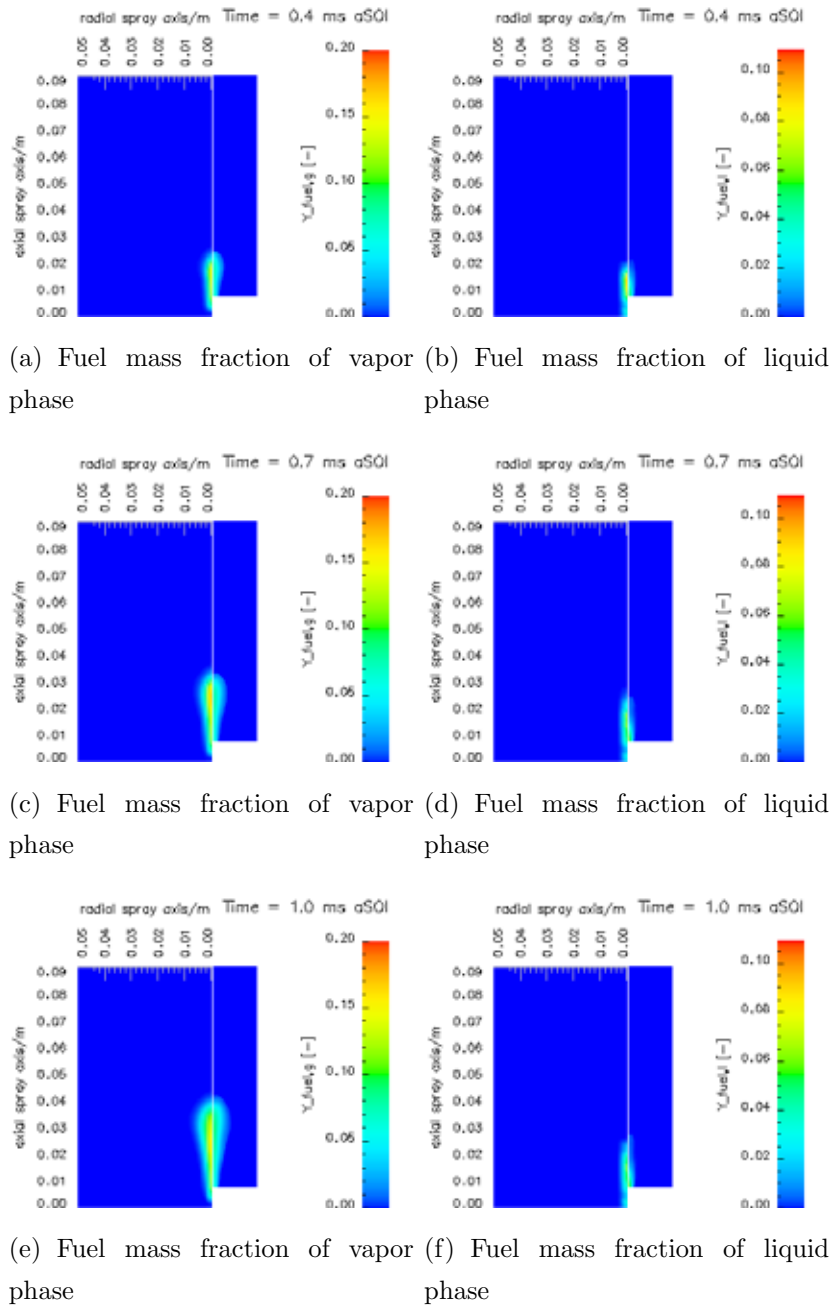 radial spray axis/m Time = 0.4 ms aSOI
0.05 0.04 0.03 0.02 0.01 0.00
0.09
0.08
0.07
0.06
0.05
0.04
0.03
0.02
0.01
0.00
axial spray axis/m
Y_fuel,g [-]
0.20
0.15
0.10
0.05
0.00
radial spray axis/m Time = 0.4 ms aSOI
0.05 0.04 0.03 0.02 0.01 0.00
0.09
0.08
0.07
0.06
0.05
0.04
0.03
0.02
0.01
0.00
axial spray axis/m
Y_fuel,l [-]
0.10
0.08
0.06
0.04
0.02
0.00
(a) Fuel mass fraction of vapor
phase
(b) Fuel mass fraction of liquid
phase
radial spray axis/m Time = 0.7 ms aSOI
0.05 0.04 0.03 0.02 0.01 0.00
0.09
0.08
0.07
0.06
0.05
0.04
0.03
0.02
0.01
0.00
axial spray axis/m
Y_fuel,g [-]
0.20
0.15
0.10
0.05
0.00
radial spray axis/m Time = 0.7 ms aSOI
0.05 0.04 0.03 0.02 0.01 0.00
0.09
0.08
0.07
0.06
0.05
0.04
0.03
0.02
0.01
0.00
axial spray axis/m
Y_fuel,l [-]
0.10
0.08
0.06
0.04
0.02
0.00
(c) Fuel mass fraction of vapor
phase
(d) Fuel mass fraction of liquid
phase
radial spray axis/m Time = 1.0 ms aSOI
0.05 0.04 0.03 0.02 0.01 0.00
0.09
0.08
0.07
0.06
0.05
0.04
0.03
0.02
0.01
0.00
axial spray axis/m
Y_fuel,g [-]
0.20
0.15
0.10
0.05
0.00
radial spray axis/m Time = 1.0 ms aSOI
0.05 0.04 0.03 0.02 0.01 0.00
0.09
0.08
0.07
0.06
0.05
0.04
0.03
0.02
0.01
0.00
axial spray axis/m
Y_fuel,l [-]
0.10
0.08
0.06
0.04
0.02
0.00
(e) Fuel mass fraction of vapor
phase
(f) Fuel mass fraction of liquid
phase